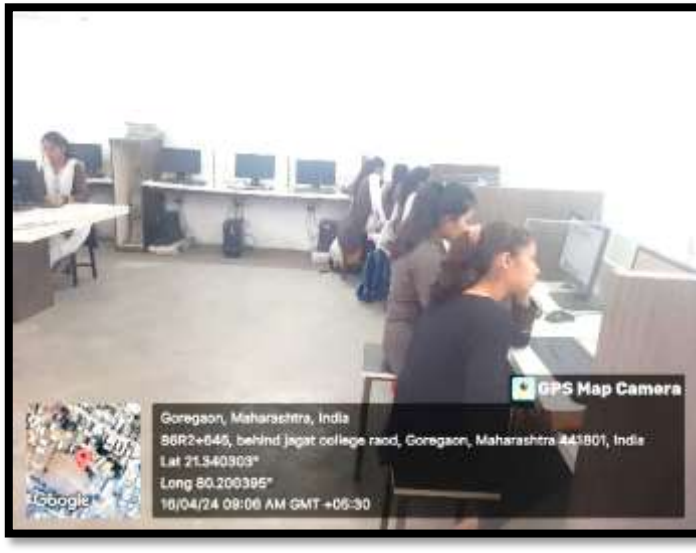 GPS Map Camera
Goregaon, Maharashtra, India
86R2+646, behind jagat college raod, Goregaon, Maharashtra 441801, India
Lat 21.340303°
Long 80.200395°
16/04/24 09:06 AM GMT +05:30
Google